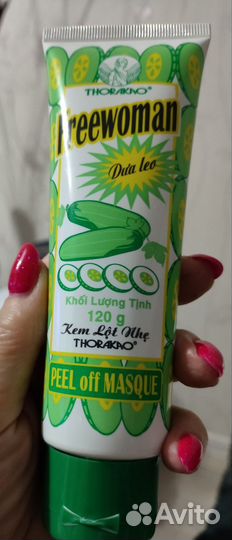 THORAKAO
Freewoman
Dưa leo
Khối Lượng Tịnh
120 g
Kem Lột Nhẹ
THORAKAO®
PEEL off MASQUE
Avito